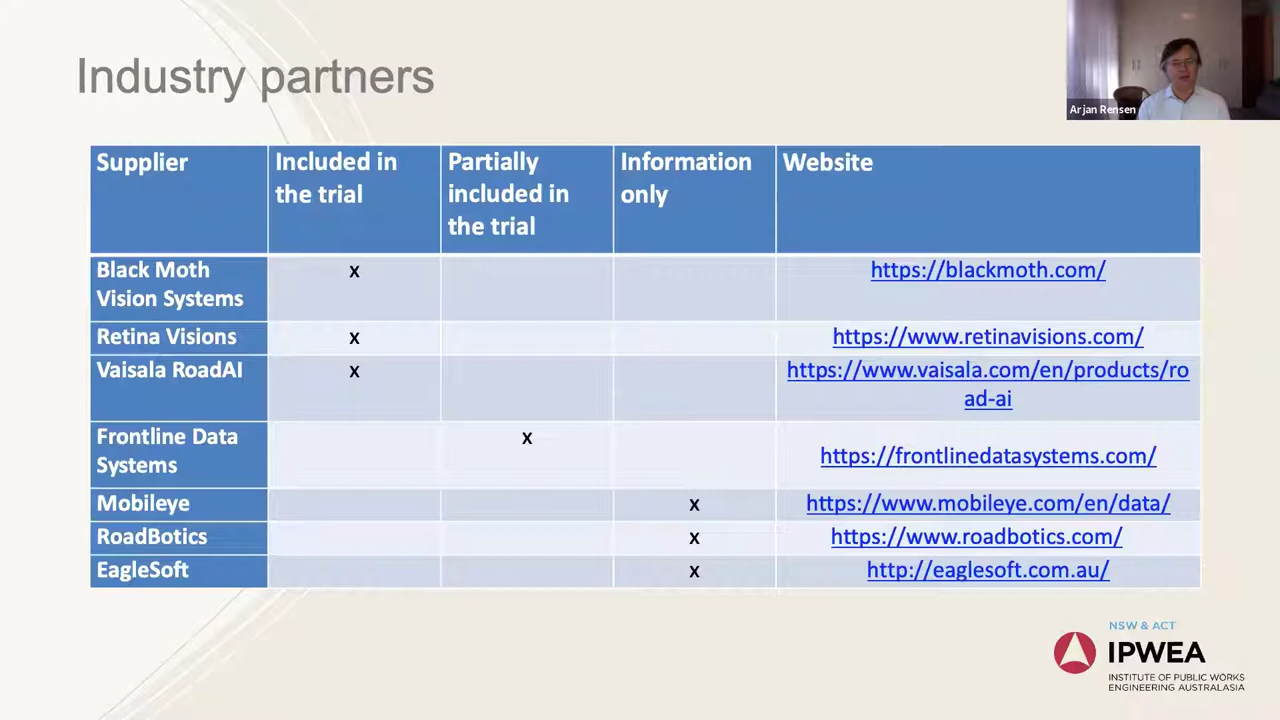 Industry partners
Arjan Rensen
Supplier
Included in
the trial
Partially
included in
the trial
Information
only
Website
Black Moth
Vision Systems
x
https://blackmoth.com/
Retina Visions
x
https://www.retinavisions.com/
Vaisala RoadAI
x
https://www.vaisala.com/en/products/ro
ad-ai
Frontline Data
Systems
x
https://frontlinedatasystems.com/
Mobileye
x
https://www.mobileye.com/en/data/
RoadBotics
x
https://www.roadbotics.com/
EagleSoft
x
http://eaglesoft.com.au/
NSW & ACT
IPWEA
INSTITUTE OF PUBLIC WORKS
ENGINEERING AUSTRALASIA